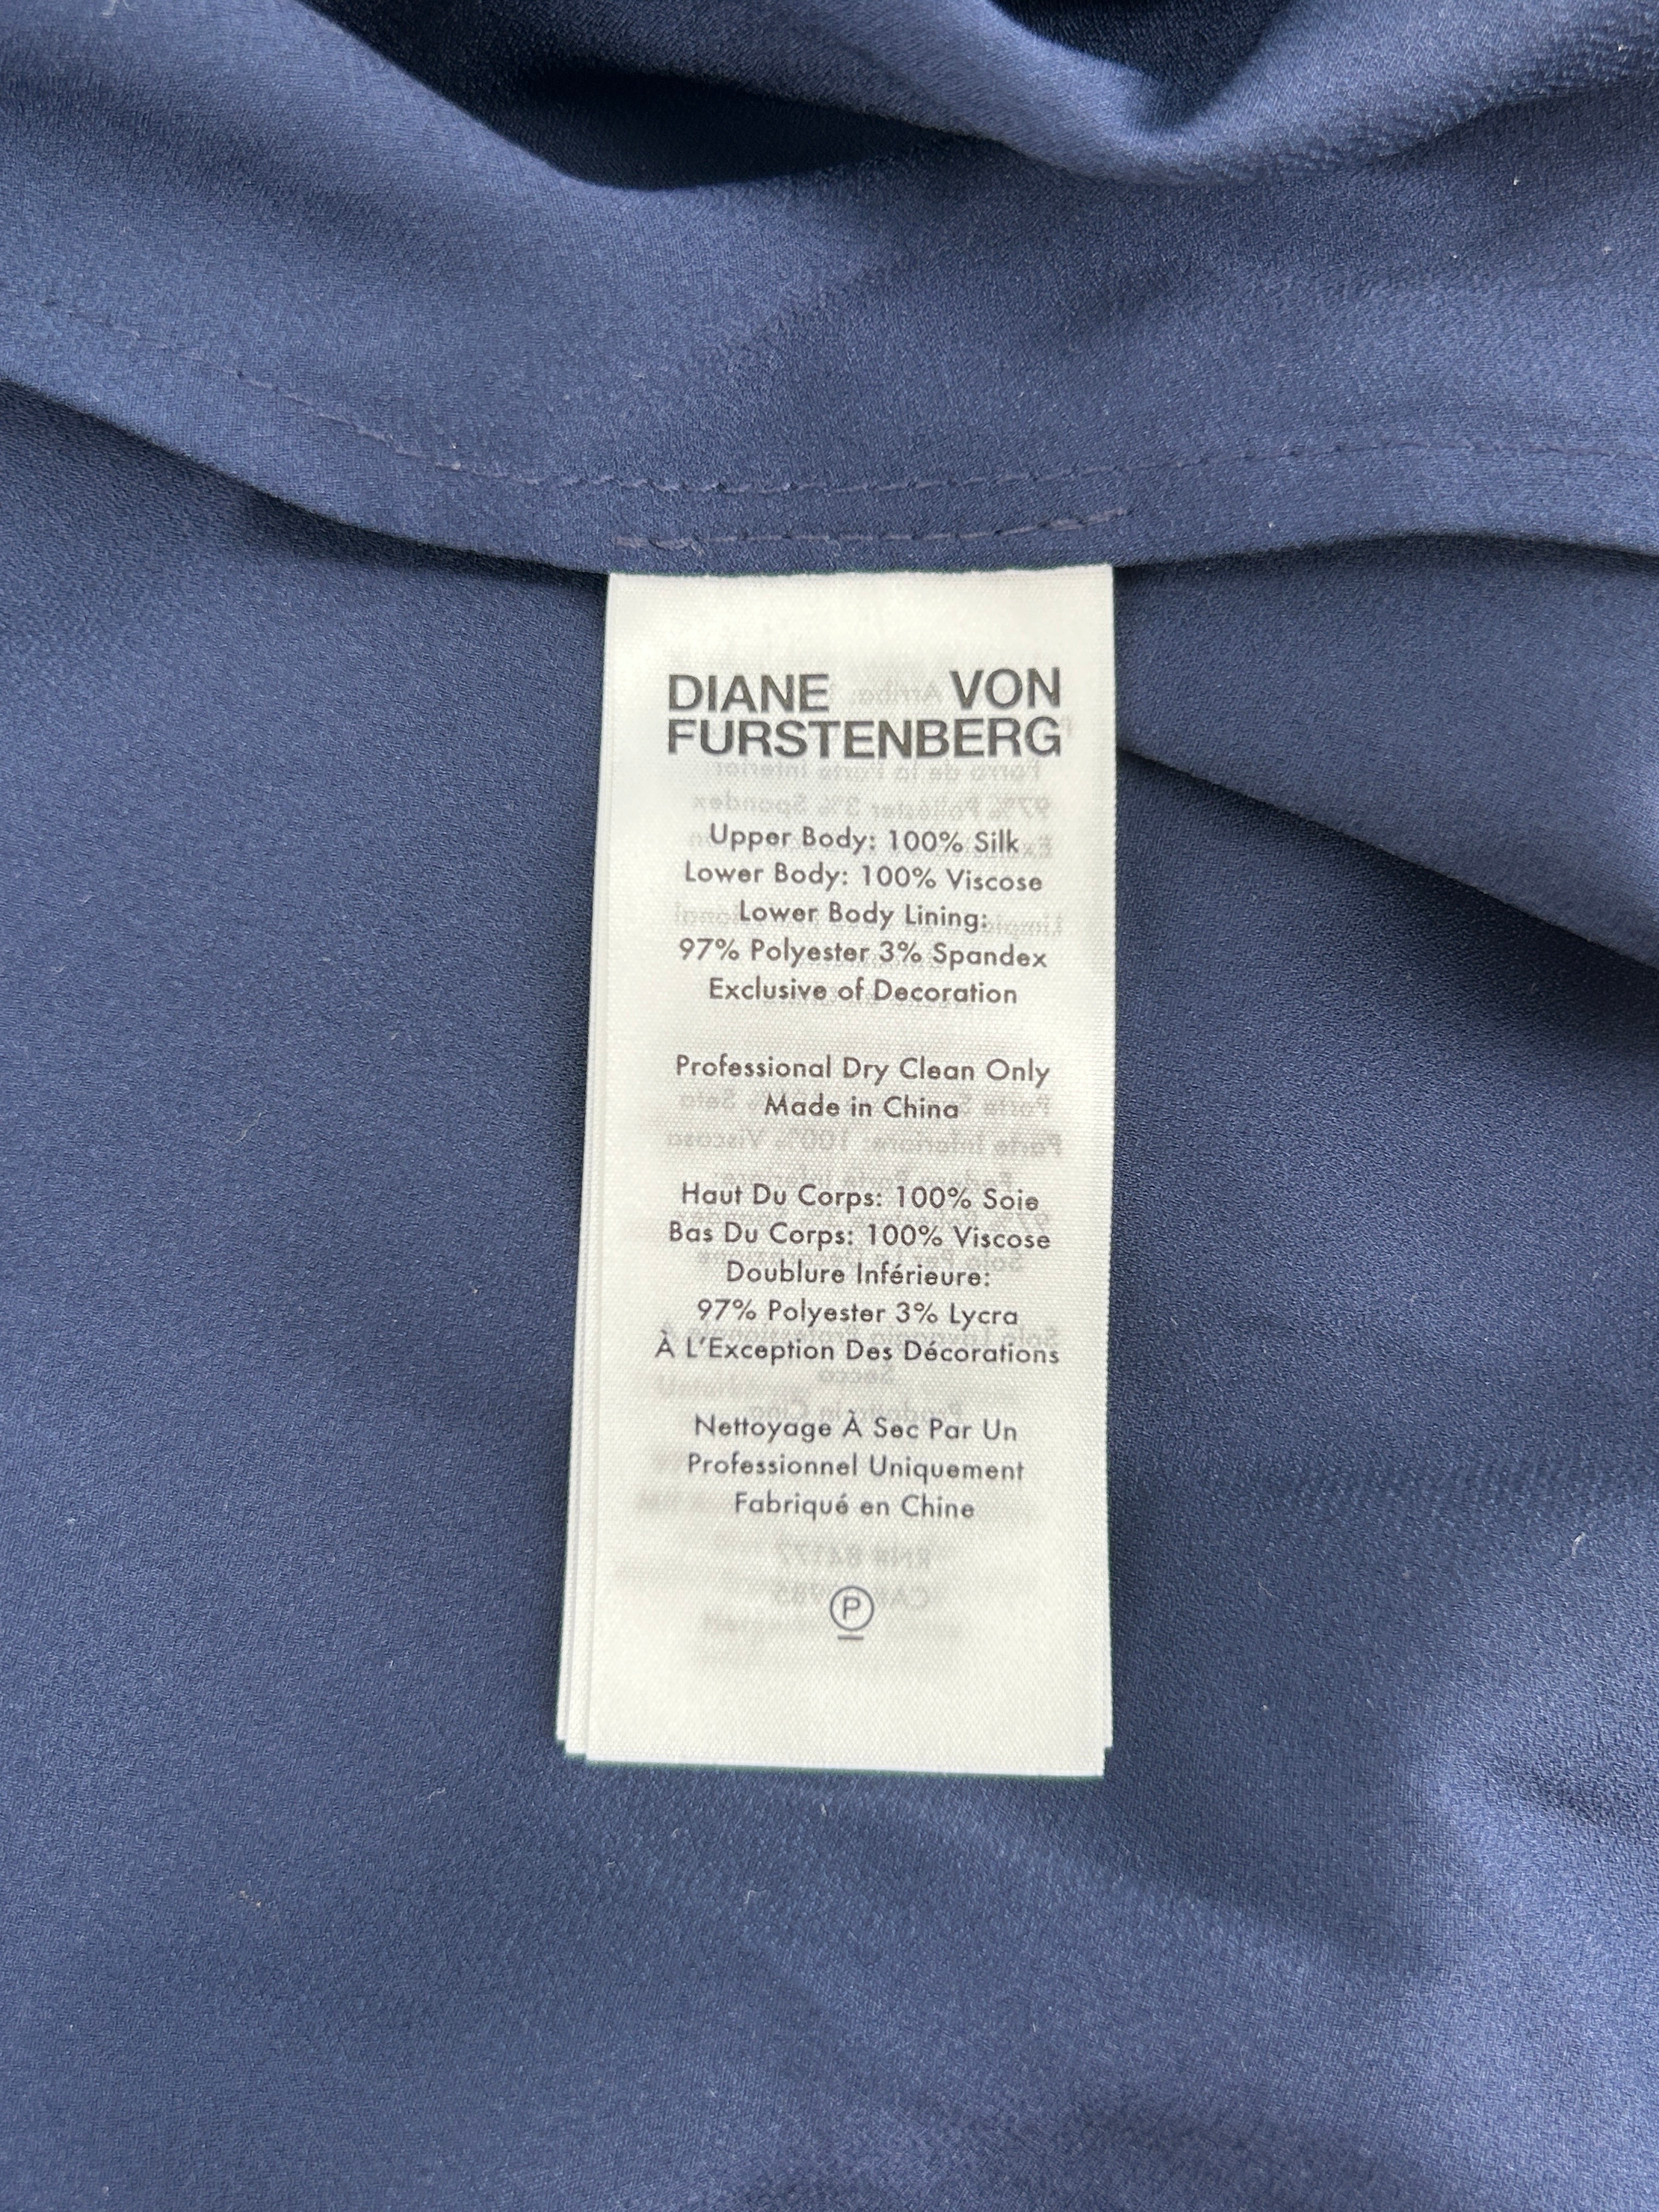 DIANE VON
FURSTENBERG
Upper Body: 100% Silk
Lower Body: 100% Viscose
Lower Body Lining:
97% Polyester 3% Spandex
Exclusive of Decoration
Professional Dry Clean Only
Made in China
Haut Du Corps: 100% Soie
Bas Du Corps: 100% Viscose
Doublure Inférieure:
97% Polyester 3% Lycra
À L'Exception Des Décorations
Nettoyage À Sec Par Un
Professionnel Uniquement
Fabriqué en Chine
P